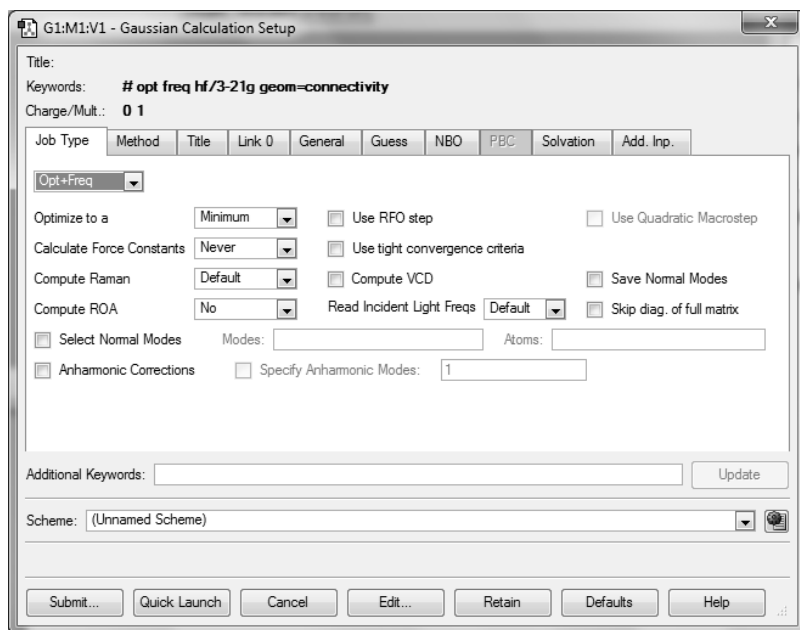 G1:M1:V1 - Gaussian Calculation Setup
Title:
Keywords: # opt freq hf/3-21g geom=connectivity
Charge/Mult.: 0 1
Job Type Method Title Link 0 General Guess NBO PBC Solvation Add. Inp.
Opt+Freq
Optimize to a Minimum Use RFO step Use Quadratic Macrostep
Calculate Force Constants Never Use tight convergence criteria
Compute Raman Default Compute VCD Save Normal Modes
Compute ROA No Read Incident Light Freqs Default Skip diag. of full matrix
Select Normal Modes Modes: Atoms:
Anharmonic Corrections Specify Anharmonic Modes: 1
Additional Keywords: Update
Scheme: (Unnamed Scheme)
Submit... Quick Launch Cancel Edit... Retain Defaults Help